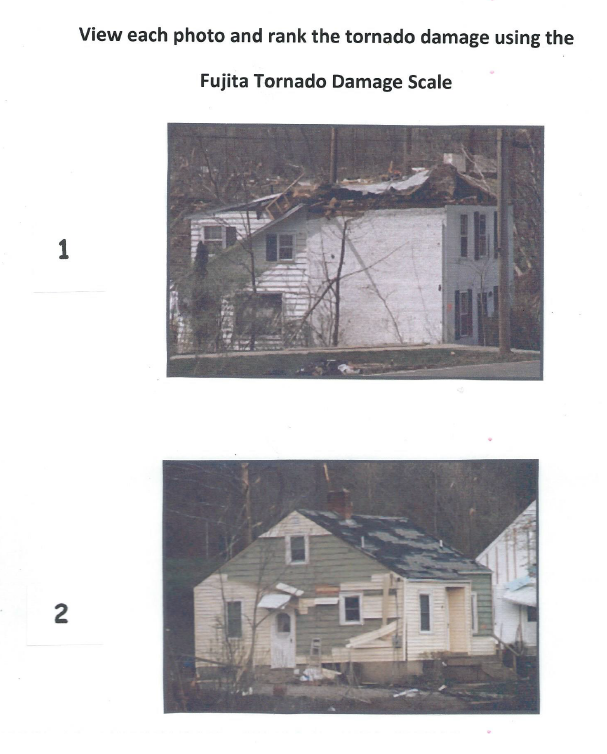 View each photo and rank the tornado damage using the
Fujita Tornado Damage Scale
1
2